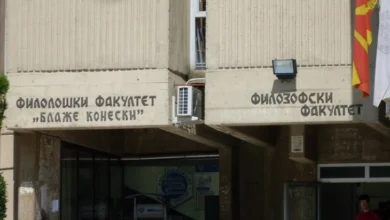 ФИЛОЛОШКИ ФАКУЛТЕТ
„БЛАЖЕ КОНЕСКИ"
ФИЛОЗОФСКИ
ФАКУЛТЕТ